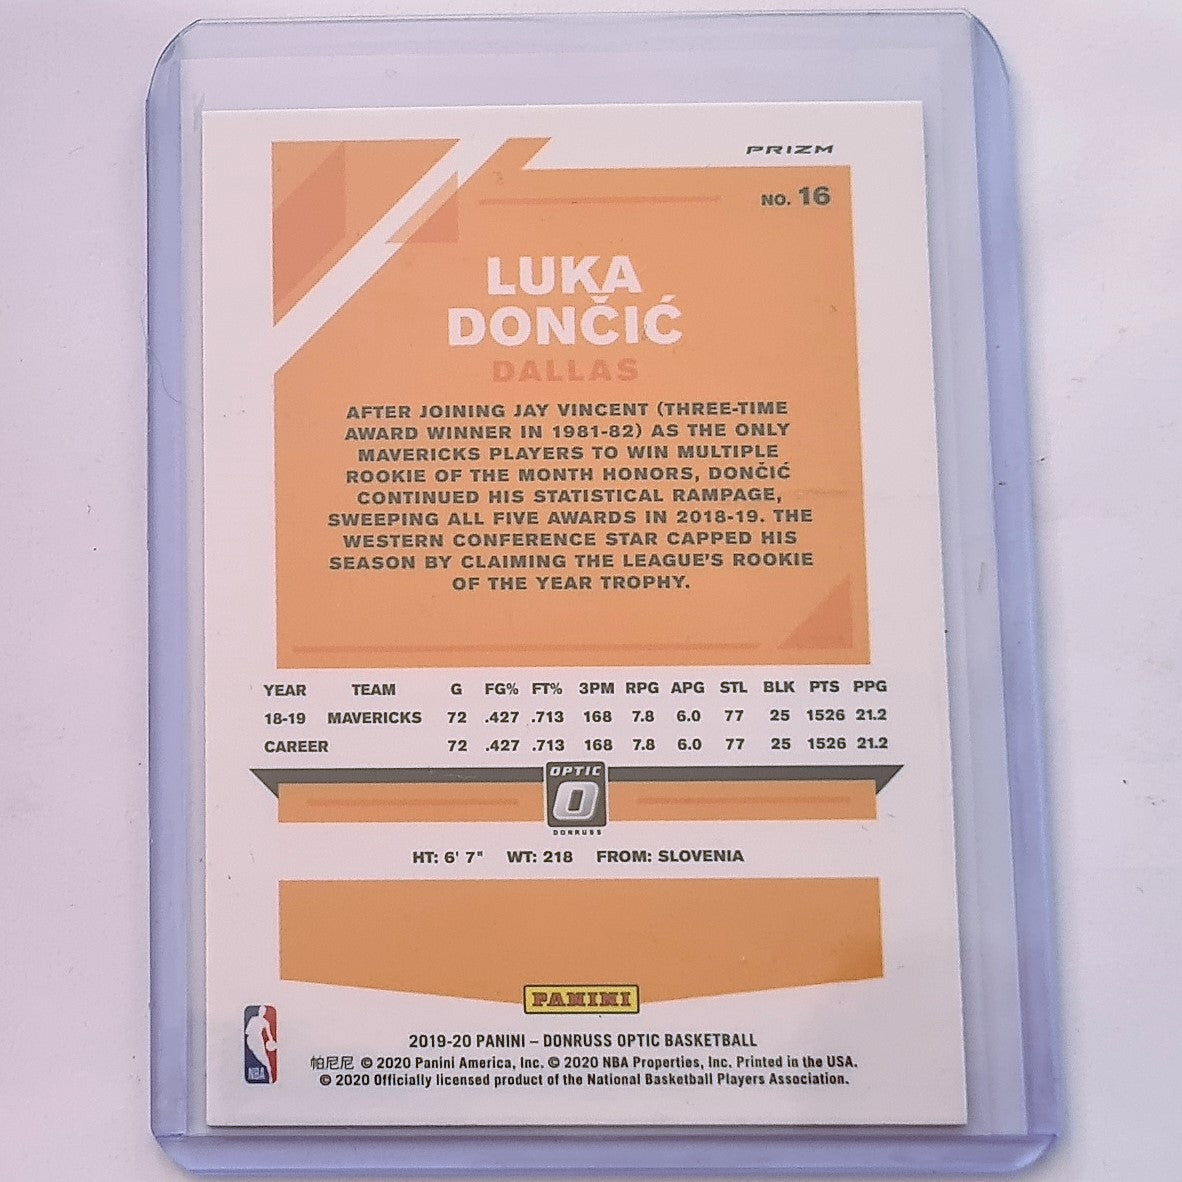 PRIZM
NO. 16
LUKA
DONČIĆ
DALLAS
AFTER JOINING JAY VINCENT (THREE-TIME
AWARD WINNER IN 1981-82) AS THE ONLY
MAVERICKS PLAYERS TO WIN MULTIPLE
ROOKIE OF THE MONTH HONORS, DONČIĆ
CONTINUED HIS STATISTICAL RAMPAGE,
SWEEPING ALL FIVE AWARDS IN 2018-19. THE
WESTERN CONFERENCE STAR CAPPED HIS
SEASON BY CLAIMING THE LEAGUE'S ROOKIE
OF THE YEAR TROPHY.
YEAR TEAM G FG% FT% 3PM RPG APG STL BLK PTS PPG
18-19 MAVERICKS 72 .427 .713 168 7.8 6.0 77 25 1526 21.2
CAREER 72 .427 .713 168 7.8 6.0 77 25 1526 21.2
OPTIC
O
DONRUSS
HT: 6' 7" WT: 218 FROM: SLOVENIA
PANINI
NBA
2019-20 PANINI – DONRUSS OPTIC BASKETBALL
帕尼尼 © 2020 Panini America, Inc. © 2020 NBA Properties, Inc. Printed in the USA.
© 2020 Officially licensed product of the National Basketball Players Association.